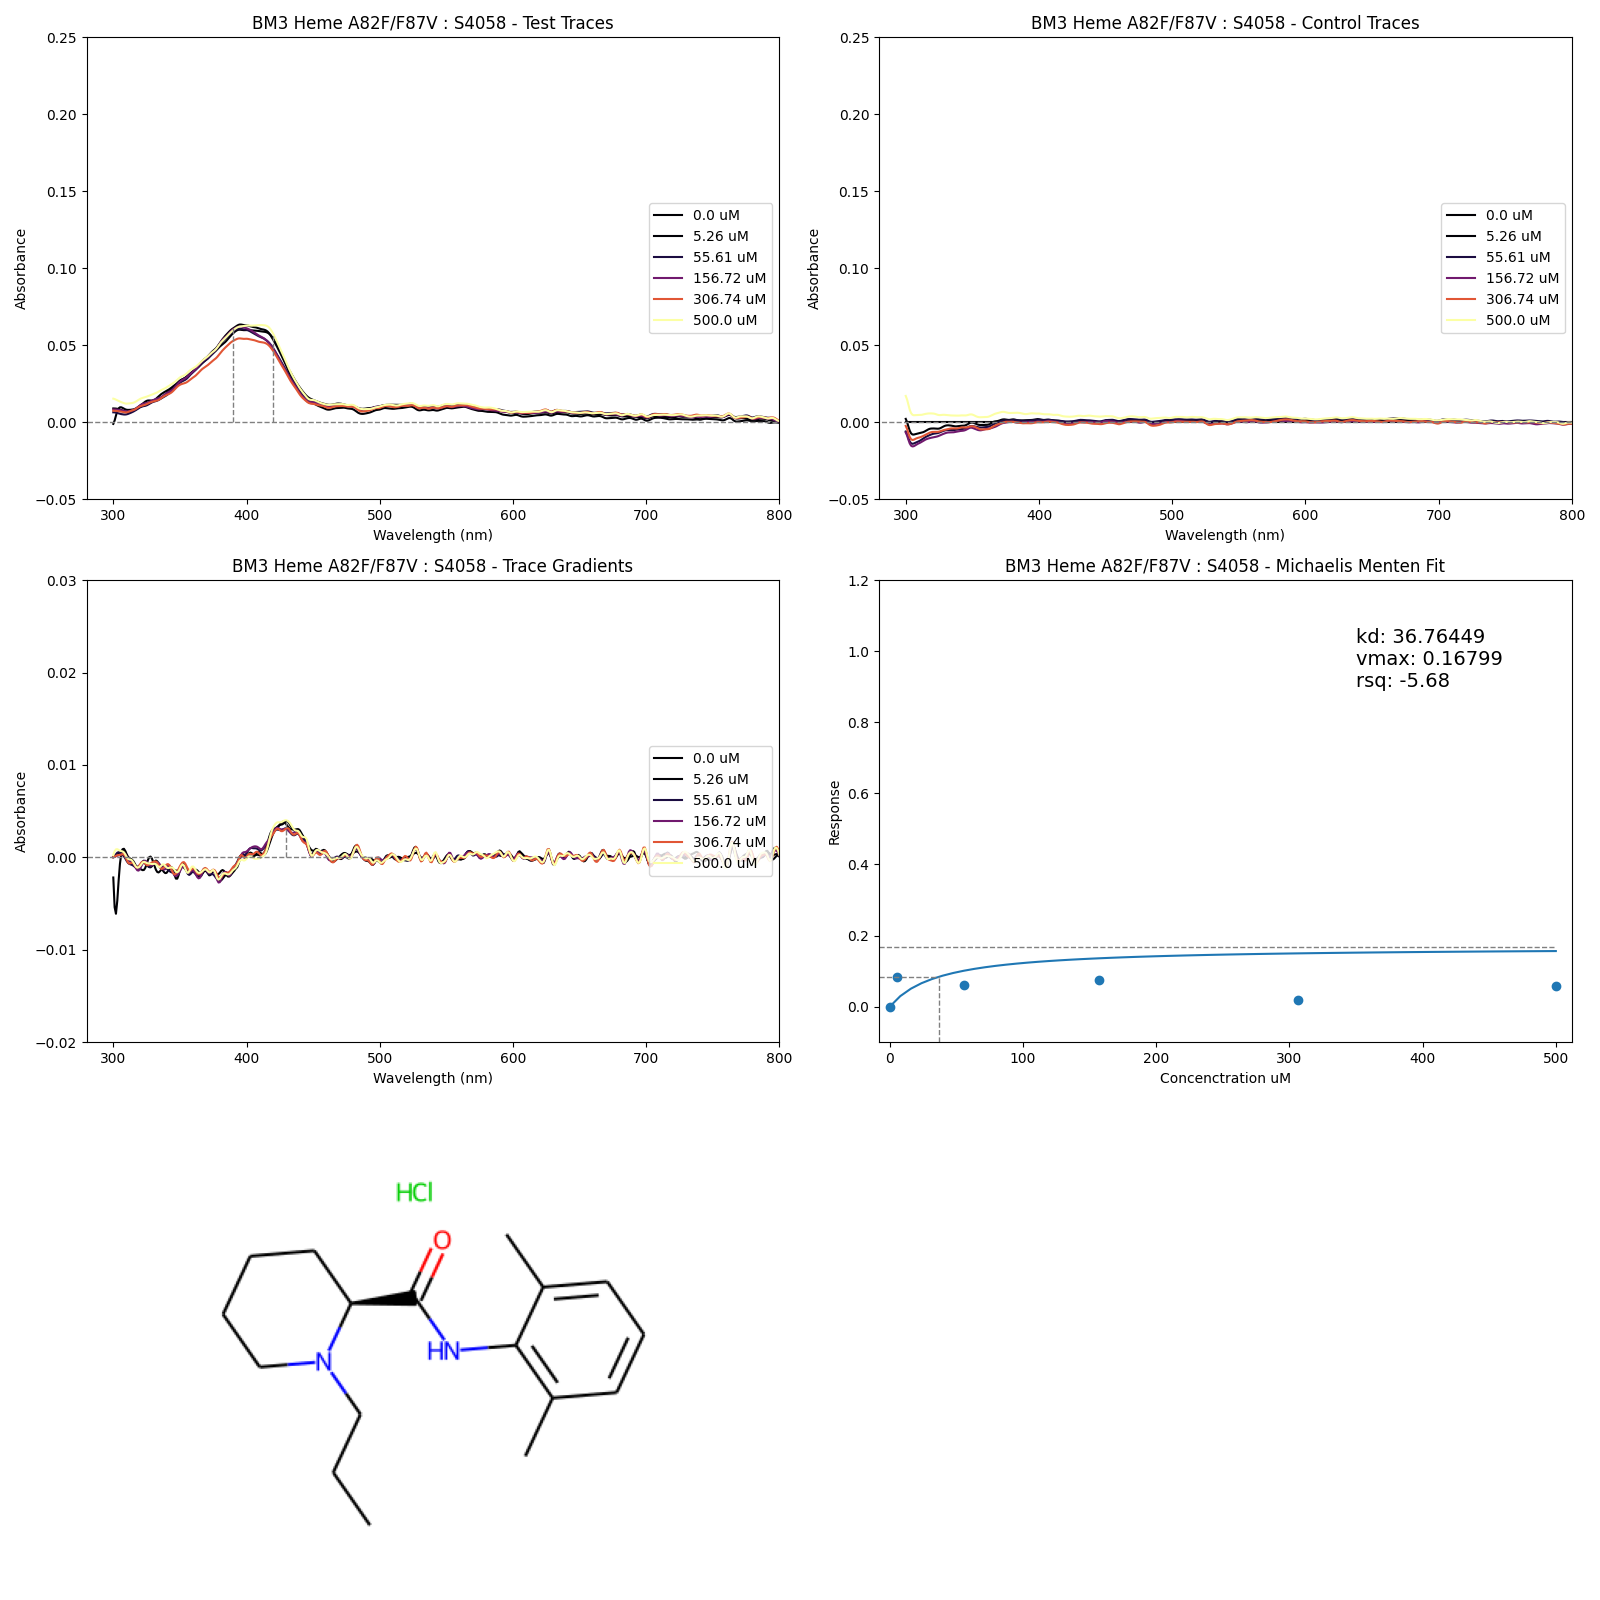 BM3 Heme A82F/F87V : S4058 - Test Traces
0.25
0.20
0.15
0.10
0.05
0.00
−0.05
Absorbance
300 400 500 600 700 800
Wavelength (nm)
0.0 uM
5.26 uM
55.61 uM
156.72 uM
306.74 uM
500.0 uM
BM3 Heme A82F/F87V : S4058 - Control Traces
0.25
0.20
0.15
0.10
0.05
0.00
−0.05
Absorbance
300 400 500 600 700 800
Wavelength (nm)
0.0 uM
5.26 uM
55.61 uM
156.72 uM
306.74 uM
500.0 uM
BM3 Heme A82F/F87V : S4058 - Trace Gradients
0.03
0.02
0.01
0.00
−0.01
−0.02
Absorbance
300 400 500 600 700 800
Wavelength (nm)
0.0 uM
5.26 uM
55.61 uM
156.72 uM
306.74 uM
500.0 uM
BM3 Heme A82F/F87V : S4058 - Michaelis Menten Fit
1.2
1.0
0.8
0.6
0.4
0.2
0.0
Response
0 100 200 300 400 500
Concenctration uM
kd: 36.76449
vmax: 0.16799
rsq: -5.68
HCl
O
HN
N